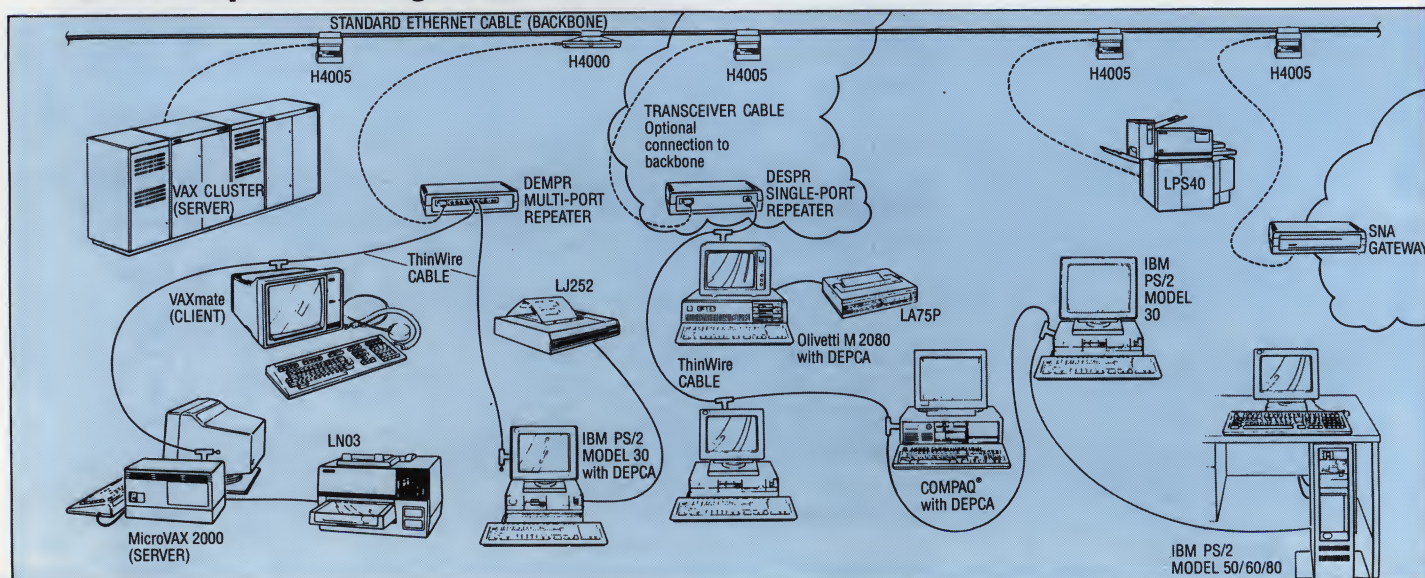 STANDARD ETHERNET CABLE (BACKBONE)
H4005
H4000
H4005
H4005
H4005
TRANSCEIVER CABLE
Optional
connection to
backbone
VAX CLUSTER
(SERVER)
DEMPR
MULTI-PORT
REPEATER
DESPR
SINGLE-PORT
REPEATER
LPS40
SNA
GATEWAY
ThinWire
CABLE
VAXmate
(CLIENT)
LJ252
LA75P
Olivetti M 2080
with DEPCA
IBM
PS/2
MODEL
30
ThinWire
CABLE
LN03
IBM PS/2
MODEL 30
with DEPCA
COMPAQ®
with DEPCA
MicroVAX 2000
(SERVER)
IBM PS/2
MODEL 50/60/80